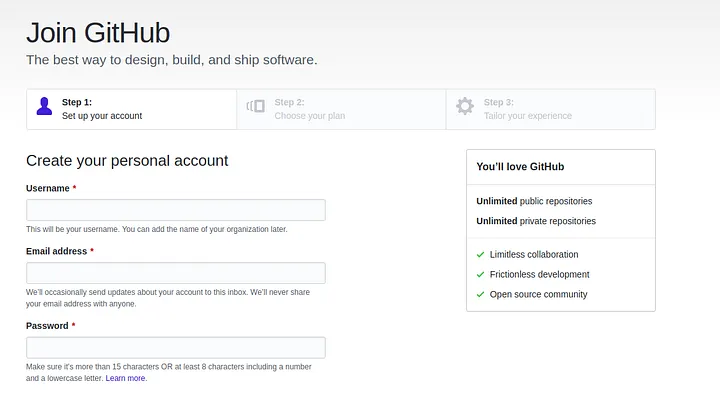 Join GitHub
The best way to design, build, and ship software.
Step 1:
Set up your account
Step 2:
Choose your plan
Step 3:
Tailor your experience
Create your personal account
Username *
This will be your username. You can add the name of your organization later.
Email address *
We'll occasionally send updates about your account to this inbox. We'll never share
your email address with anyone.
Password *
Make sure it's more than 15 characters OR at least 8 characters including a number
and a lowercase letter. Learn more.
You'll love GitHub
Unlimited public repositories
Unlimited private repositories
Limitless collaboration
Frictionless development
Open source community